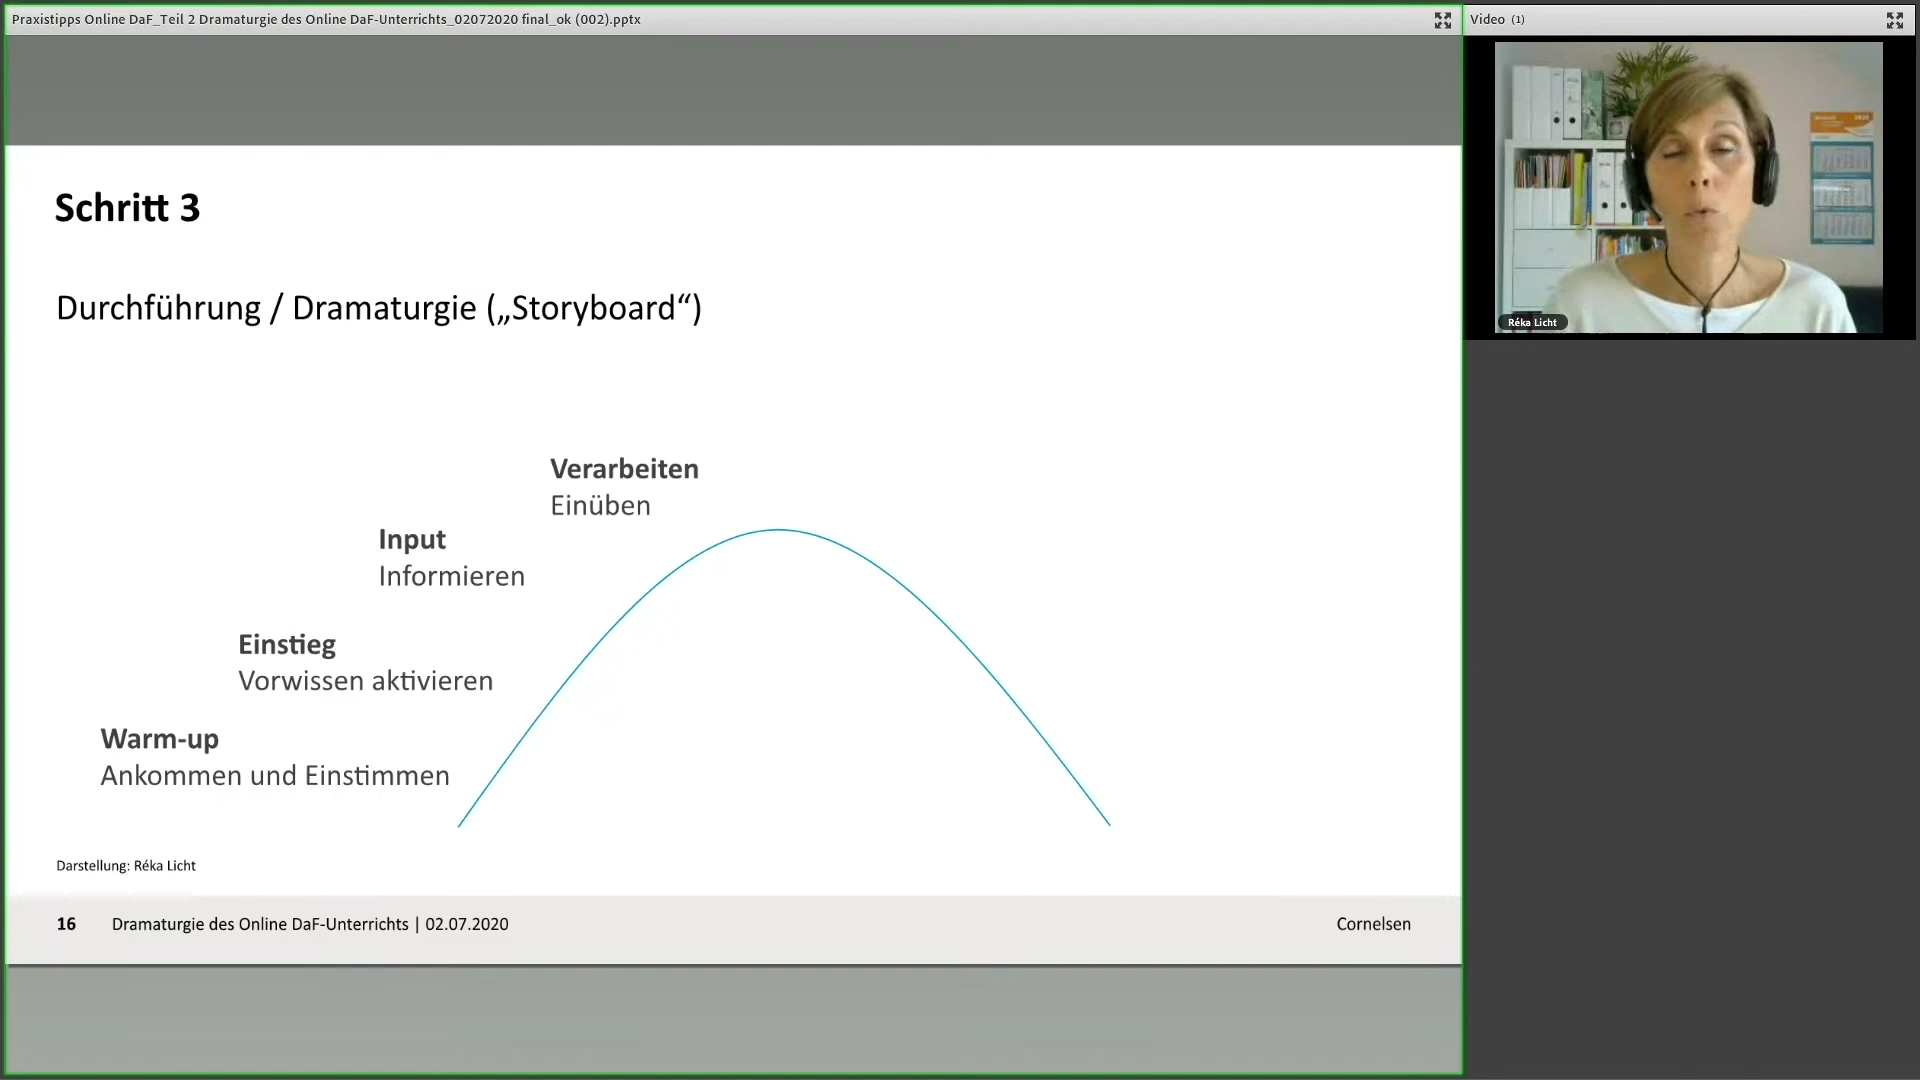 Praxistipps Online DaF_Teil 2 Dramaturgie des Online DaF-Unterrichts_02072020 final_ok (002).pptx
Video (1)
Réka Licht
Schritt 3
Durchführung / Dramaturgie („Storyboard“)
Verarbeiten
Einüben
Input
Informieren
Einstieg
Vorwissen aktivieren
Warm-up
Ankommen und Einstimmen
Darstellung: Réka Licht
16 Dramaturgie des Online DaF-Unterrichts | 02.07.2020 Cornelsen